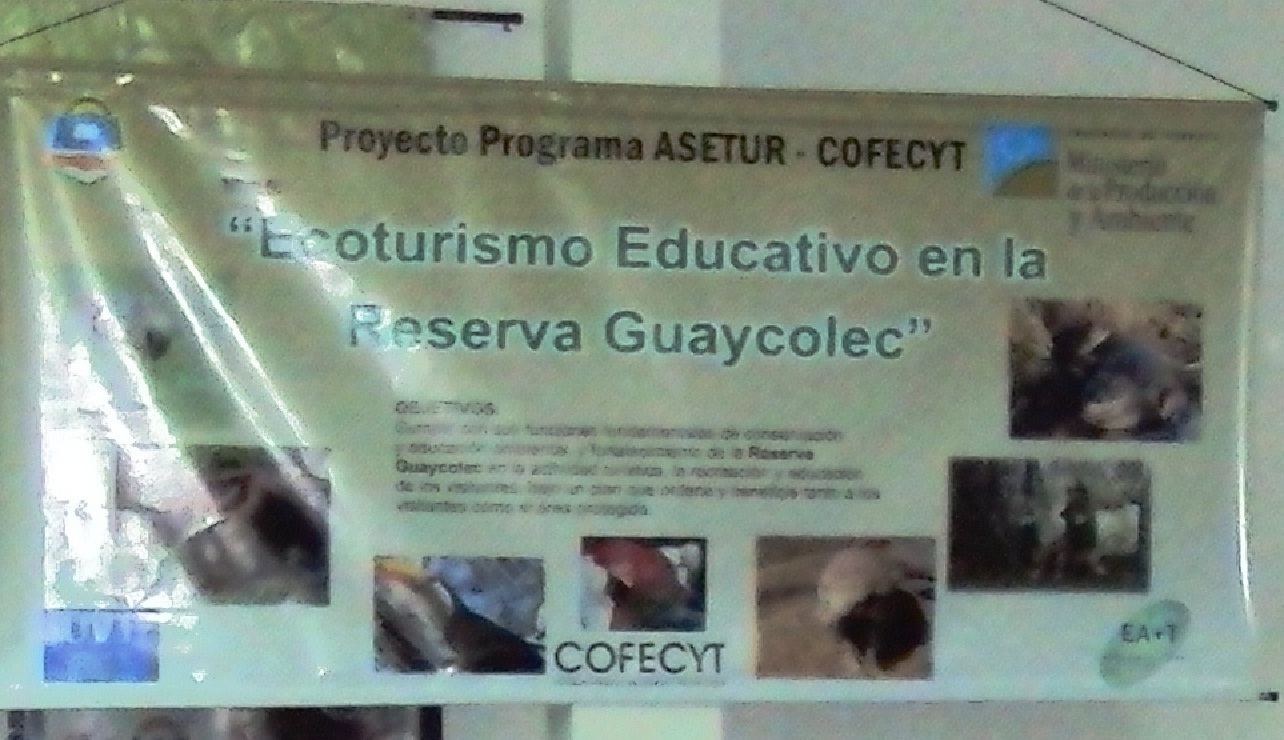 Proyecto Programa ASETUR - COFECYT
Ministerio
de la Producción
y Ambiente
“Ecoturismo Educativo en la
Reserva Guaycolec”
OBJETIVOS:
Cumplir con sus funciones fundamentales de conservación
y educación ambiental y fortalecimiento de la Reserva
Guaycolec en la actividad turística, la recreación y educación
de los visitantes, bajo un plan que ordene y beneficie tanto a los
visitantes como el área protegida.
COFECYT
EA+T